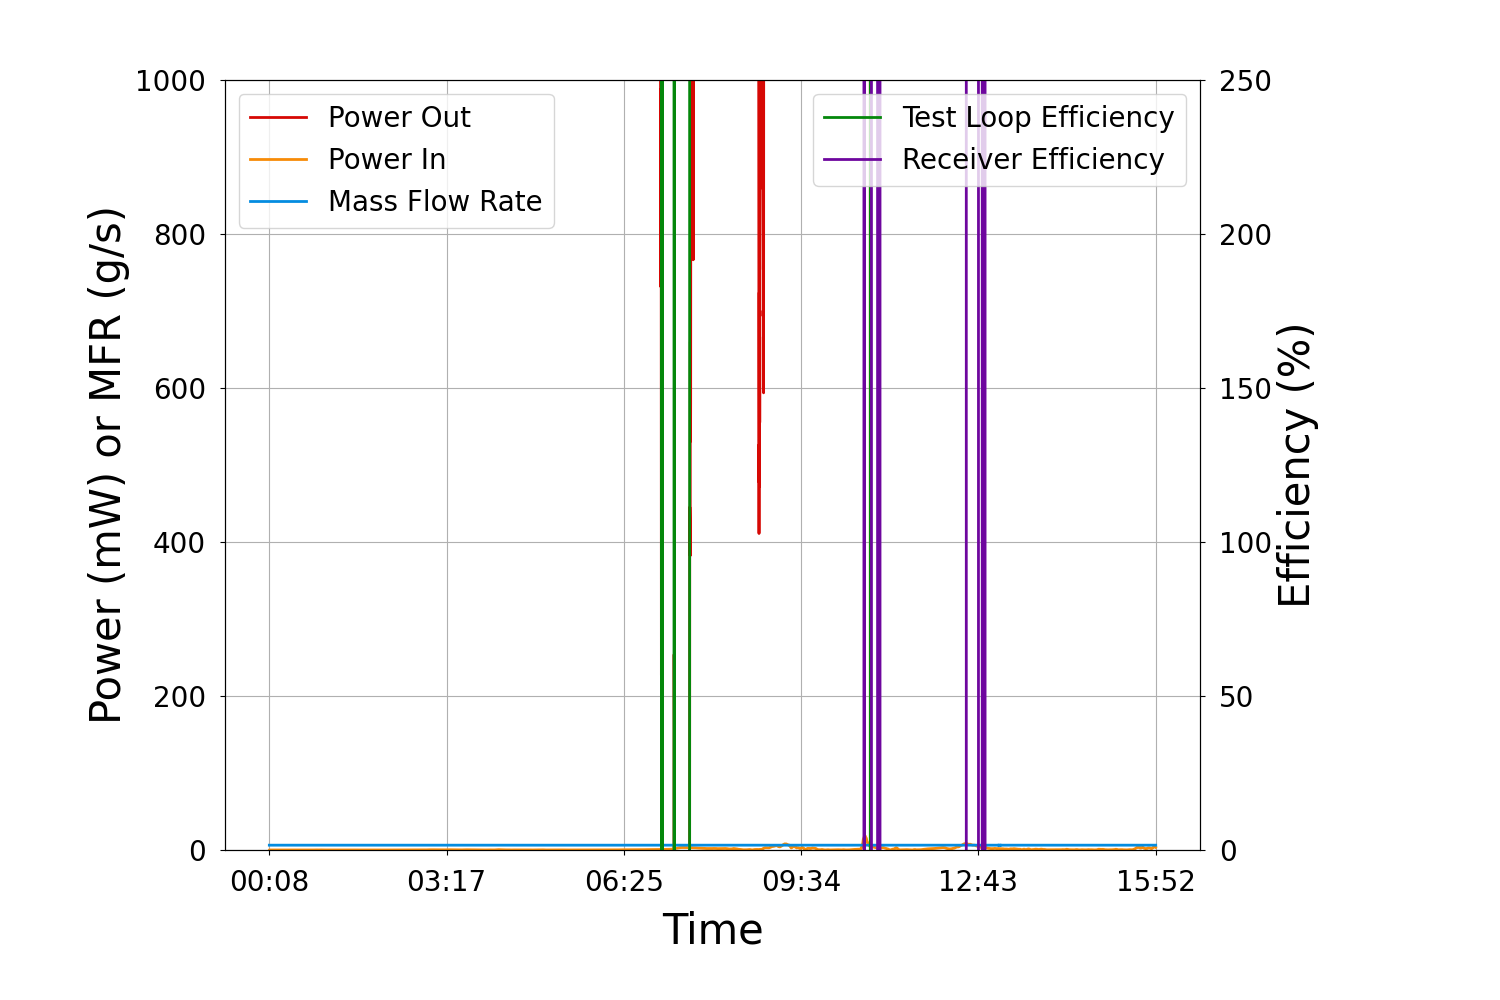 1000
800
600
400
200
0
Power (mW) or MFR (g/s)
Power Out
Power In
Mass Flow Rate
Test Loop Efficiency
Receiver Efficiency
250
200
150
100
50
0
Efficiency (%)
00:08 03:17 06:25 09:34 12:43 15:52
Time